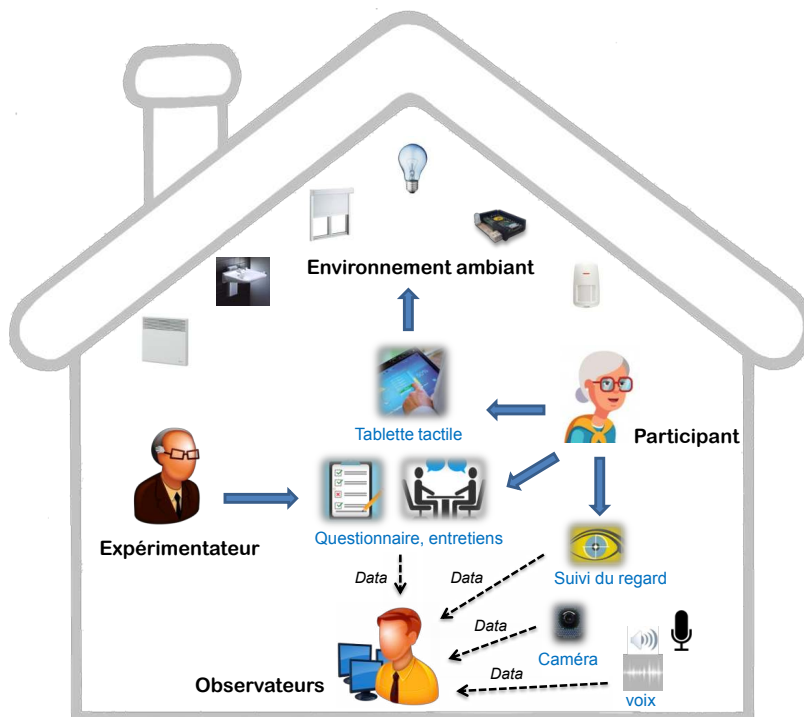 Environnement ambiant
Tablette tactile
Participant
Expérimentateur
Questionnaire, entretiens
Suivi du regard
Data
Data
Data
Caméra
Data
Observateurs
voix